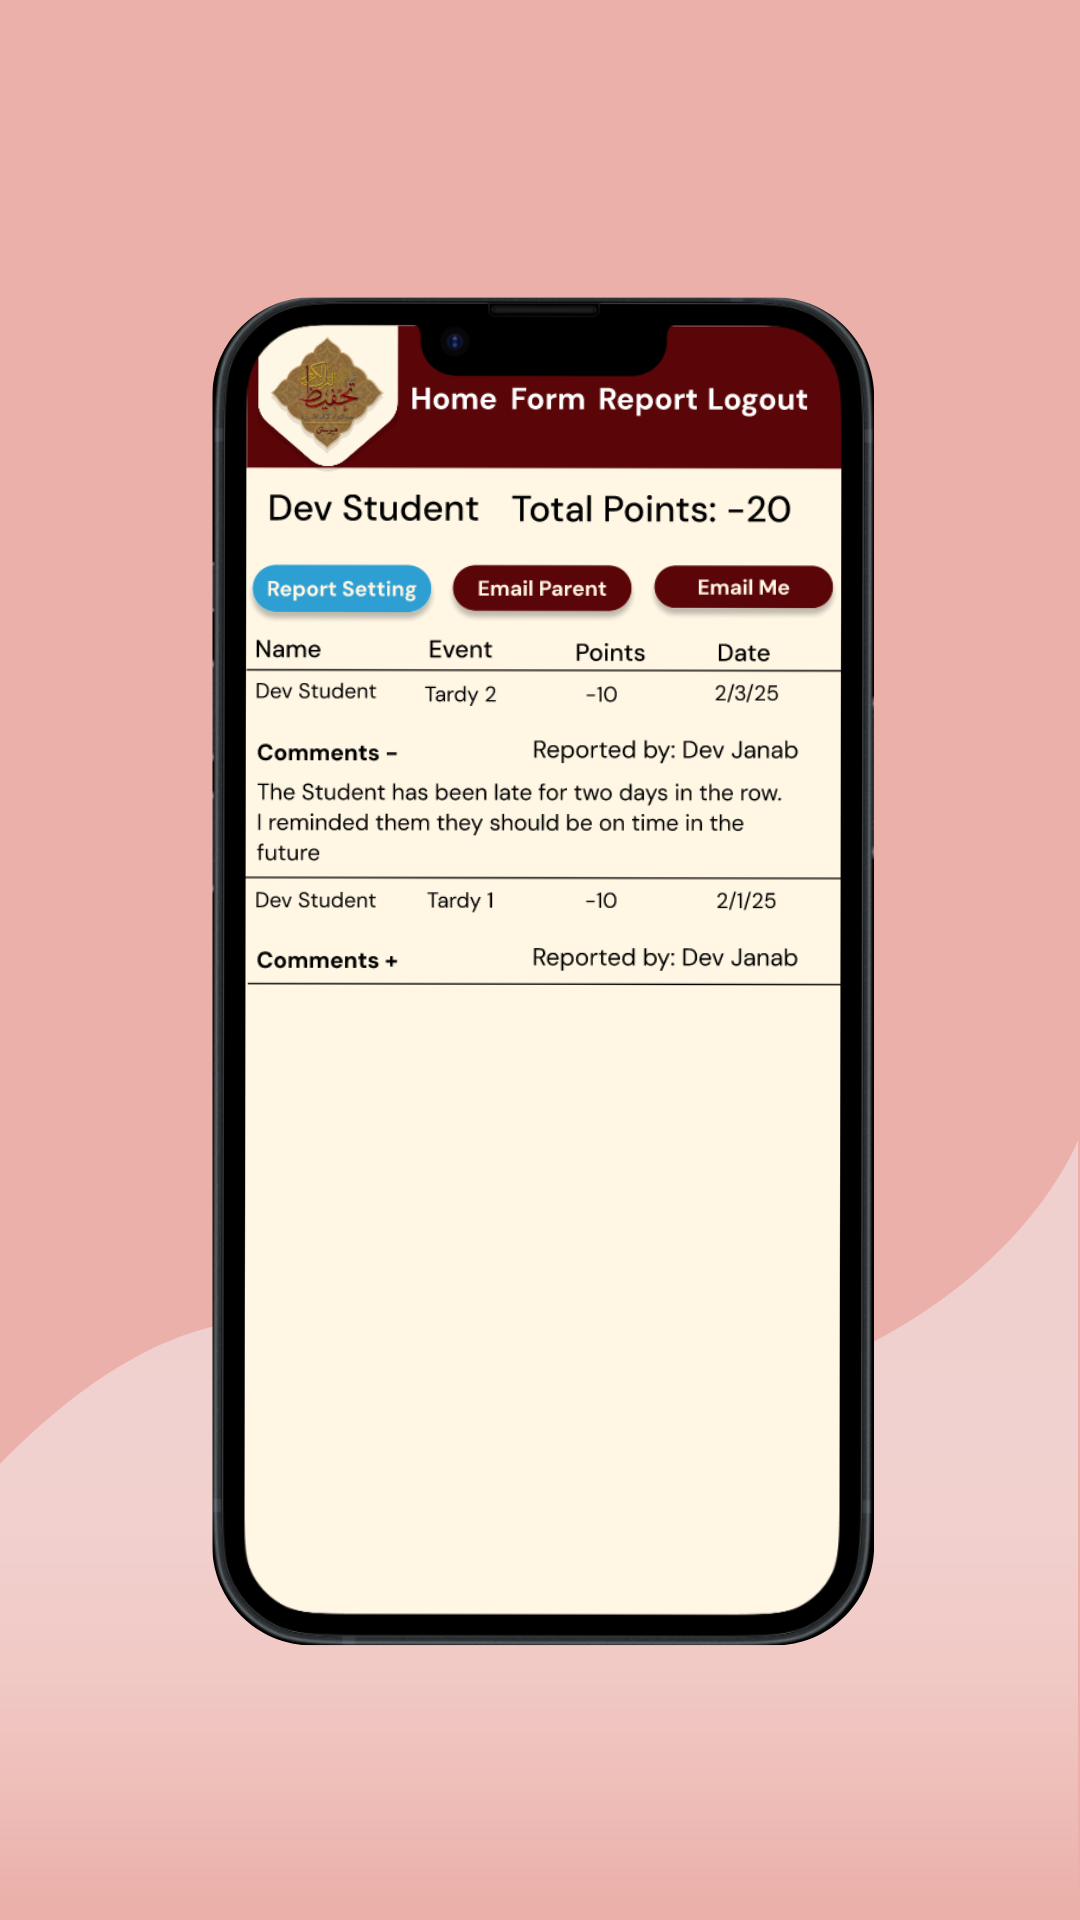 تحفيظ
Home Form Report Logout
Dev Student Total Points: -20
Report Setting Email Parent Email Me
Name Event Points Date
Dev Student Tardy 2 -10 2/3/25
Comments - Reported by: Dev Janab
The Student has been late for two days in the row.
I reminded them they should be on time in the
future
Dev Student Tardy 1 -10 2/1/25
Comments + Reported by: Dev Janab